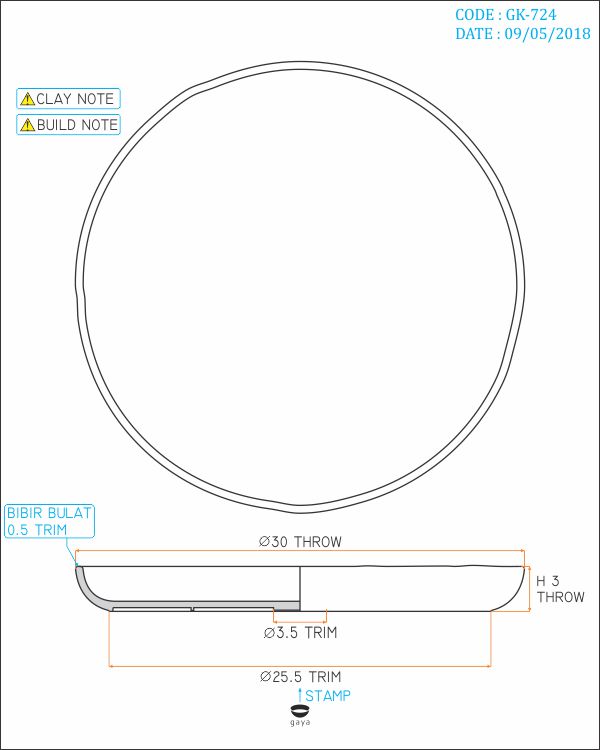 CODE : GK-724
DATE : 09/05/2018
CLAY NOTE
BUILD NOTE
BIBIR BULAT
0.5 TRIM
Ø30 THROW
H 3
THROW
Ø3.5 TRIM
Ø25.5 TRIM
STAMP
gaya